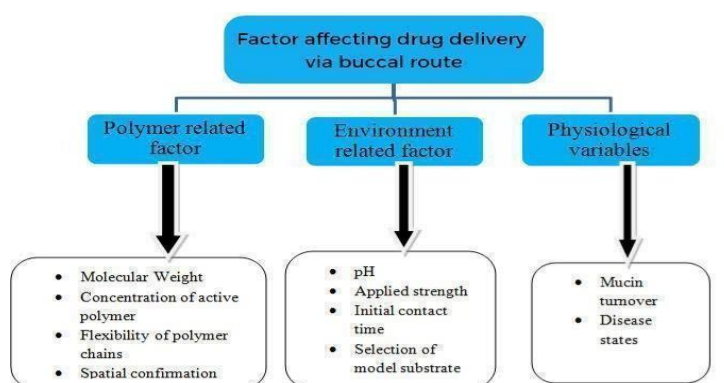 Factor affecting drug delivery
via buccal route
Polymer related
factor
Environment
related factor
Physiological
variables
• Molecular Weight
• Concentration of active
polymer
• Flexibility of polymer
chains
• Spatial confirmation
• pH
• Applied strength
• Initial contact
time
• Selection of
model substrate
• Mucin
turnover
• Disease
states